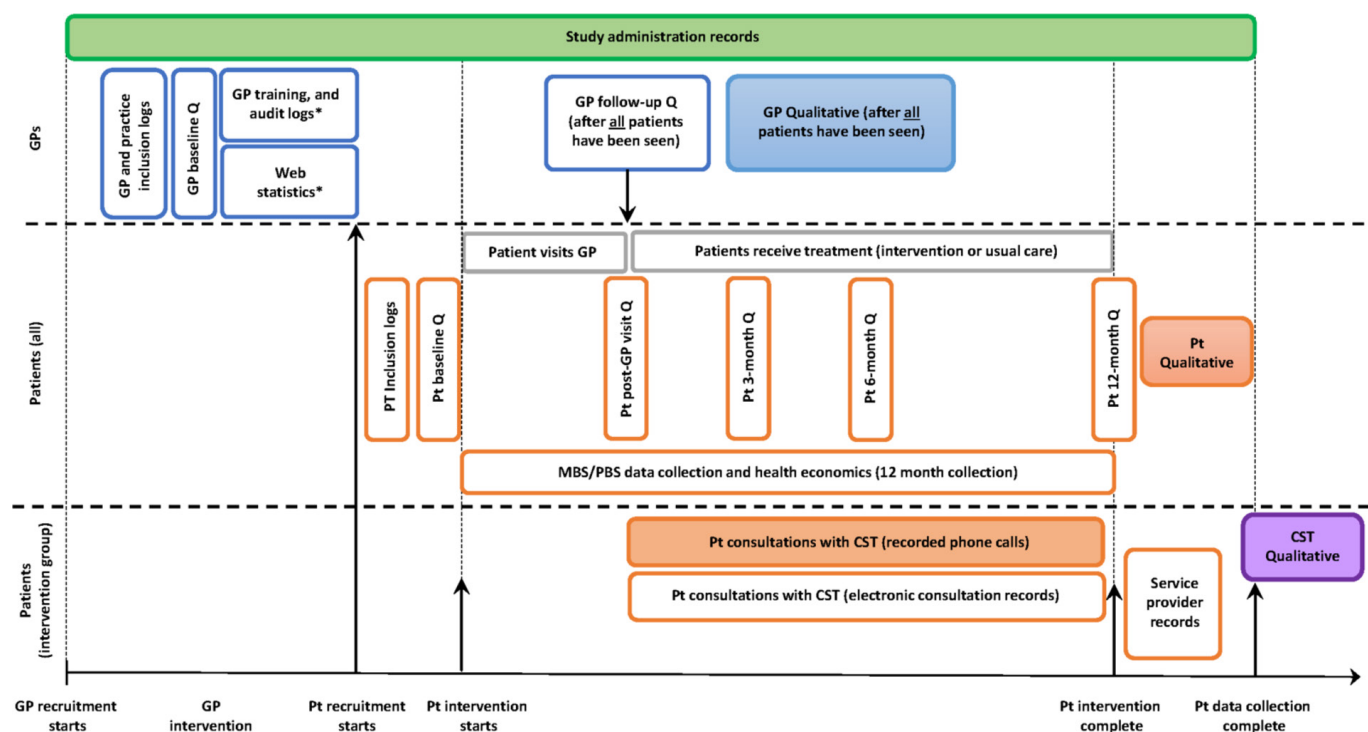 Study administration records
GPs
GP and practice
inclusion logs
GP baseline Q
GP training, and
audit logs*
Web
statistics*
GP follow-up Q
(after all patients
have been seen)
GP Qualitative (after all
patients have been seen)
Patients (all)
Patient visits GP
Patients receive treatment (intervention or usual care)
PT Inclusion logs
Pt baseline Q
Pt post-GP visit Q
Pt 3-month Q
Pt 6-month Q
Pt 12-month Q
Pt
Qualitative
MBS/PBS data collection and health economics (12 month collection)
Patients
(intervention group)
Pt consultations with CST (recorded phone calls)
Pt consultations with CST (electronic consultation records)
Service
provider
records
CST
Qualitative
GP recruitment
starts
GP
intervention
Pt recruitment
starts
Pt intervention
starts
Pt intervention
complete
Pt data collection
complete